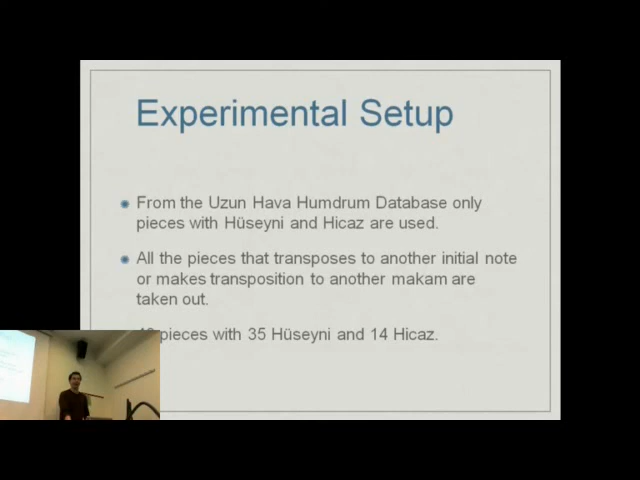 Experimental Setup
From the Uzun Hava Humdrum Database only
pieces with Hüseyni and Hicaz are used.
All the pieces that transposes to another initial note
or makes transposition to another makam are
taken out.
pieces with 35 Hüseyni and 14 Hicaz.